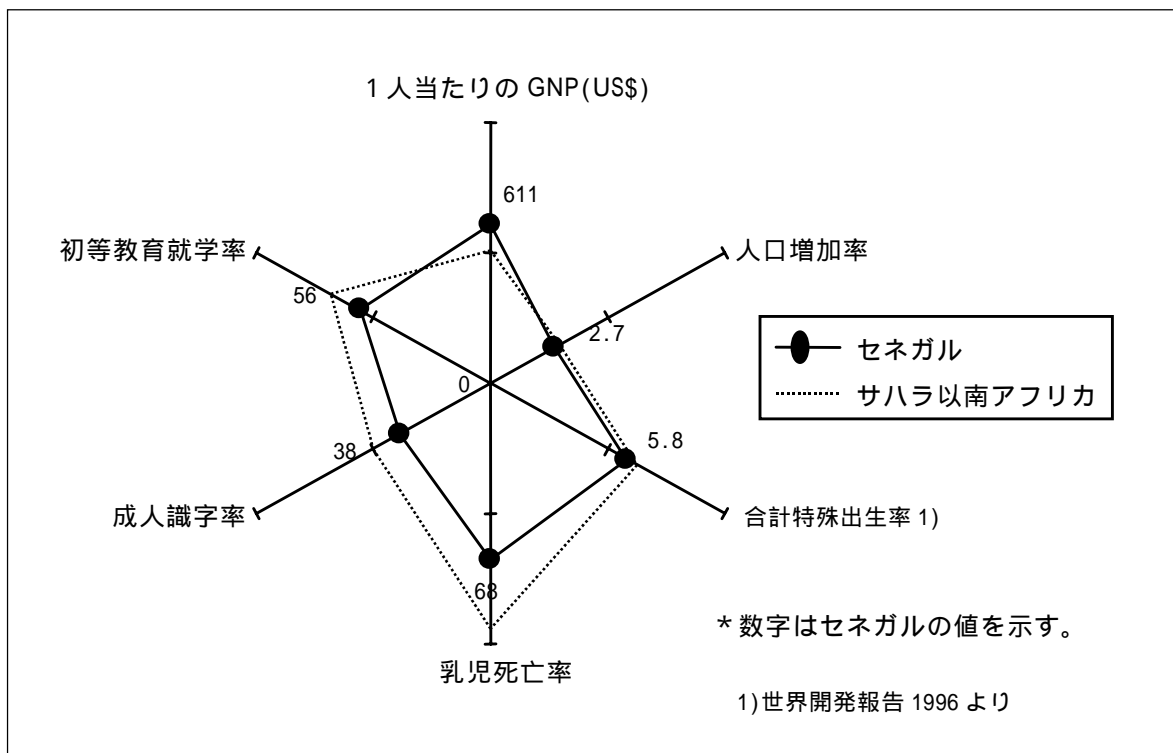 1人当たりの GNP(US$)
611
初等教育就学率
人口増加率
56
2.7
セネガル
サハラ以南アフリカ
0
38
5.8
成人識字率
合計特殊出生率 1)
68
*数字はセネガルの値を示す。
乳児死亡率
1)世界開発報告 1996 より